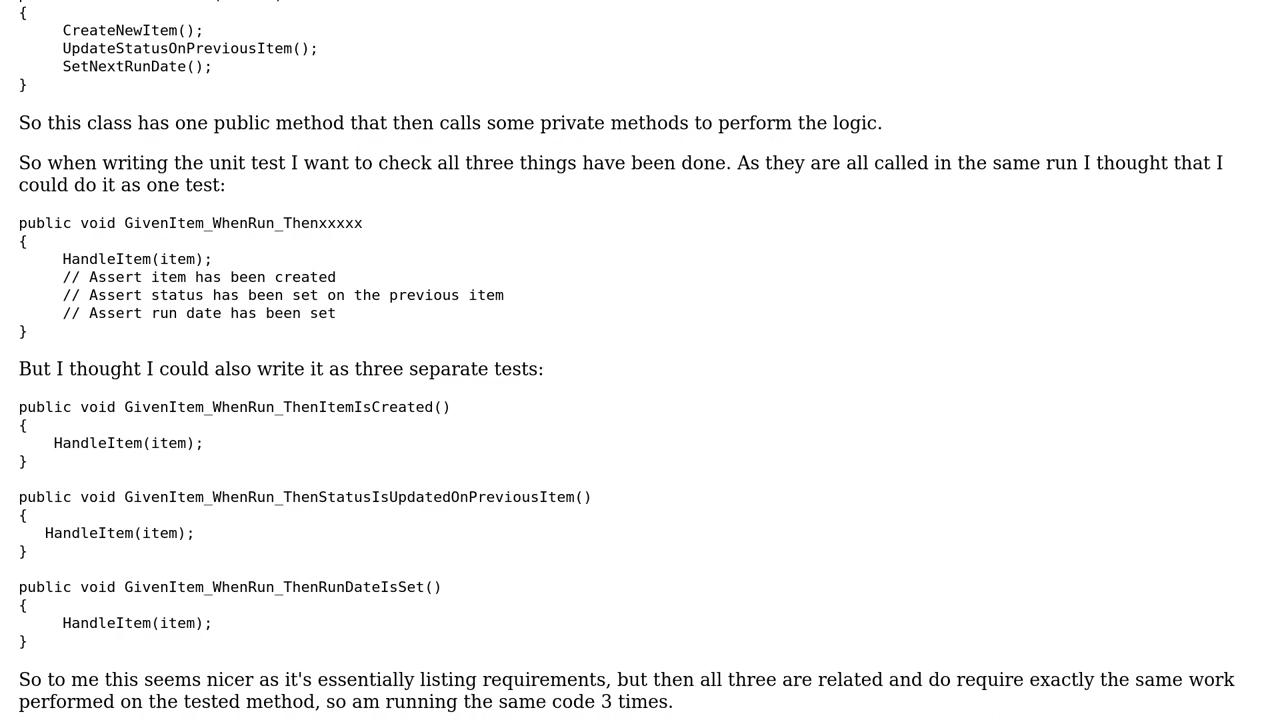 {
     CreateNewItem();
     UpdateStatusOnPreviousItem();
     SetNextRunDate();
}
So this class has one public method that then calls some private methods to perform the logic.
So when writing the unit test I want to check all three things have been done. As they are all called in the same run I thought that I
could do it as one test:
public void GivenItem_WhenRun_Thenxxxxx
{
     HandleItem(item);
     // Assert item has been created
     // Assert status has been set on the previous item
     // Assert run date has been set
}
But I thought I could also write it as three separate tests:
public void GivenItem_WhenRun_ThenItemIsCreated()
{
    HandleItem(item);
}
public void GivenItem_WhenRun_ThenStatusIsUpdatedOnPreviousItem()
{
   HandleItem(item);
}
public void GivenItem_WhenRun_ThenRunDateIsSet()
{
     HandleItem(item);
}
So to me this seems nicer as it's essentially listing requirements, but then all three are related and do require exactly the same work
performed on the tested method, so am running the same code 3 times.